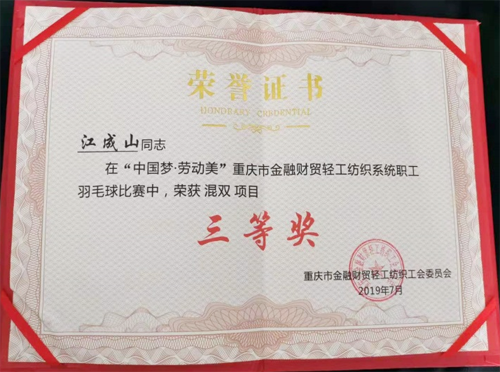 荣誉证书
HONORARY CREDENTIAL
江成山同志
在“中国梦·劳动美”重庆市金融财贸轻工纺织系统职工
羽毛球比赛中，荣获 混双 项目
三等奖
重庆市金融财贸轻工纺织工会委员会
2019年7月